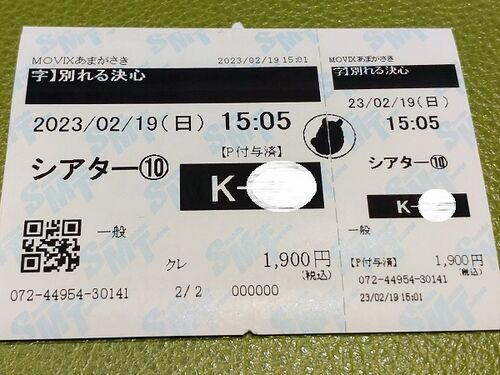 MOVIXあまがさき 2023/02/19 15:01
字】別れる決心
2023/02/19(日) 15:05
【P付与済】
シアター⑩
K-
一般
クレ 1,900円
(税込)
072-44954-30141 2/2 000000
MOVIXあまがさき
字】別れる決心
23/02/19(日)
15:05
シアター⑩
K-
一般
【P付与済】 1,900円
(税込)
072-44954-30141
23/02/19 15:01
SMT